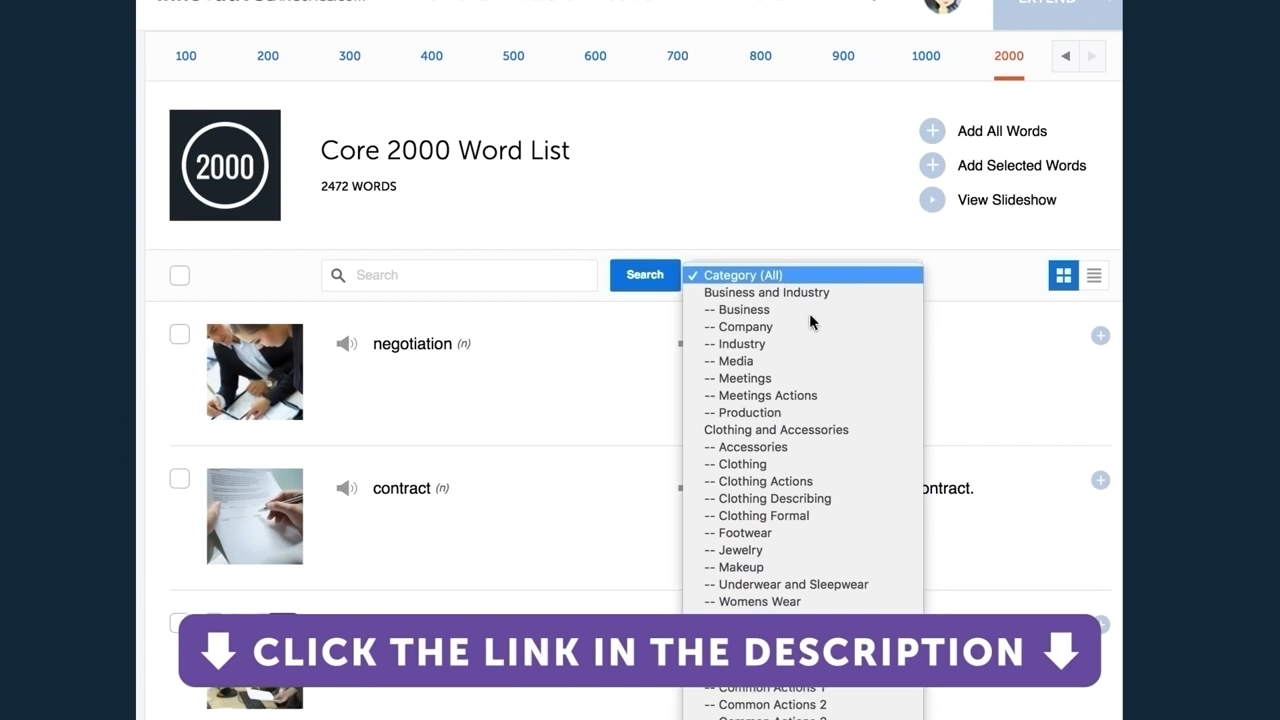 EXTEND
100 200 300 400 500 600 700 800 900 1000 2000
2000
Core 2000 Word List
2472 WORDS
Add All Words
Add Selected Words
View Slideshow
Search
Search
Category (All)
Business and Industry
-- Business
-- Company
-- Industry
-- Media
-- Meetings
-- Meetings Actions
-- Production
Clothing and Accessories
-- Accessories
-- Clothing
-- Clothing Actions
-- Clothing Describing
-- Clothing Formal
-- Footwear
-- Jewelry
-- Makeup
-- Underwear and Sleepwear
-- Womens Wear
negotiation (n)
contract (n)
ontract.
CLICK THE LINK IN THE DESCRIPTION
-- Common Actions 1
-- Common Actions 2